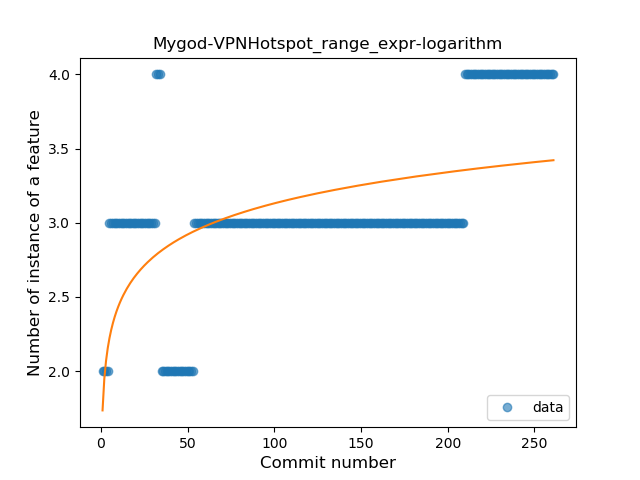 Mygod-VPNHotspot_range_expr-logarithm
Number of instance of a feature
4.0
3.5
3.0
2.5
2.0
0
50
100
150
200
250
Commit number
data